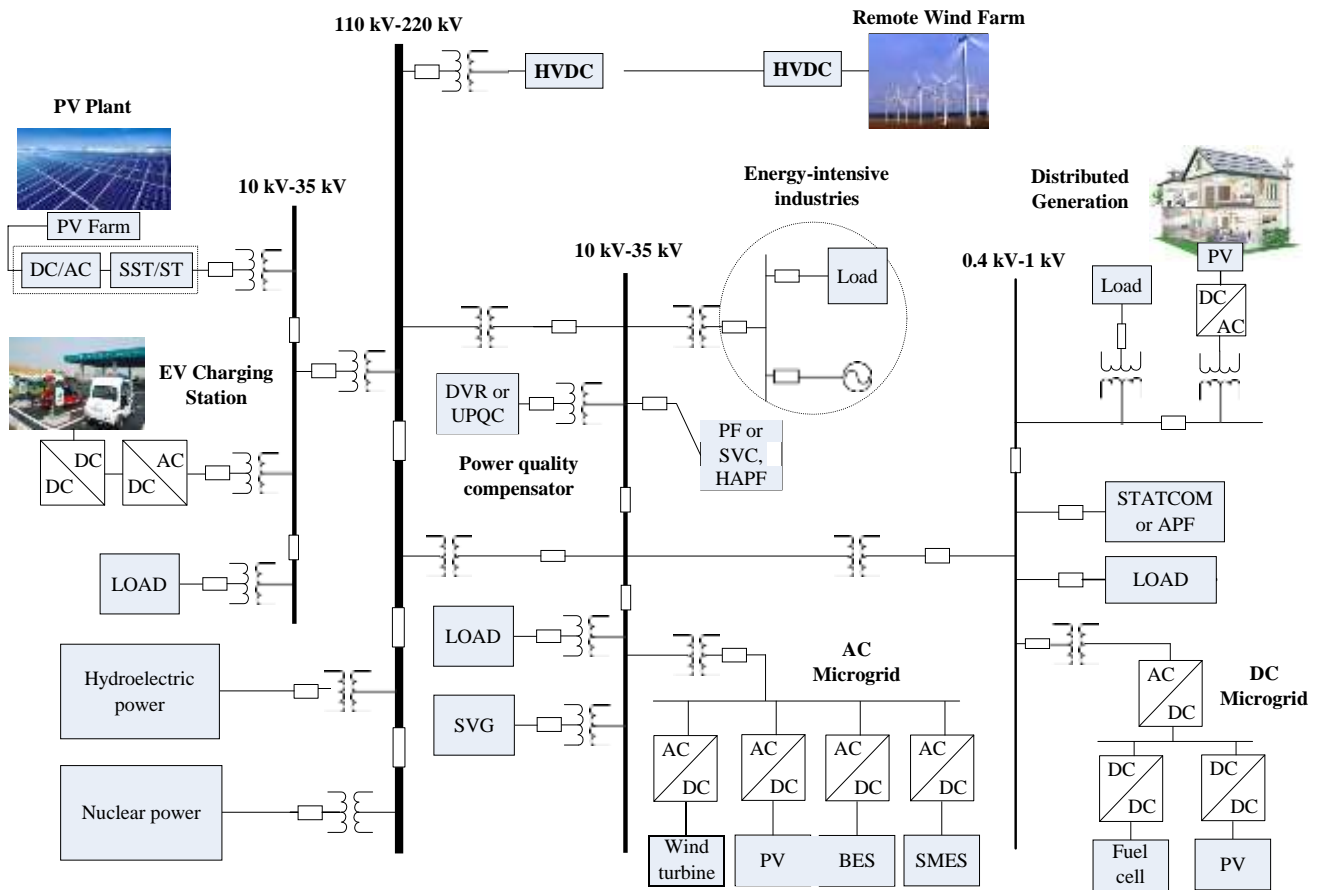 110 kV-220 kV
Remote Wind Farm
HVDC
HVDC
PV Plant
10 kV-35 kV
PV Farm
DC/AC
SST/ST
Energy-intensive
industries
Load
Distributed
Generation
PV
DC
AC
10 kV-35 kV
0.4 kV-1 kV
Load
EV Charging
Station
DC
DC
AC
DC
DVR or
UPQC
PF or
SVC,
HAPF
Power quality
compensator
STATCOM
or APF
LOAD
LOAD
LOAD
Hydroelectric
power
SVG
Nuclear power
AC
Microgrid
AC
DC
AC
DC
AC
DC
AC
DC
Wind
turbine
PV
BES
SMES
DC
Microgrid
AC
DC
DC
DC
DC
DC
Fuel
cell
PV